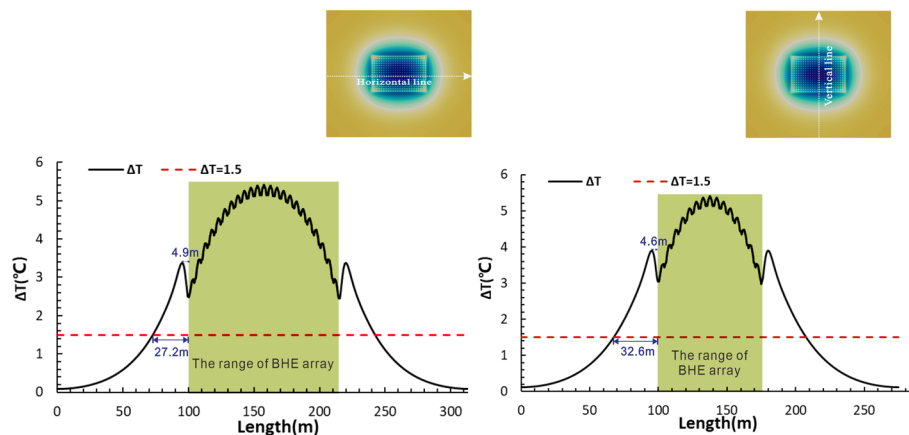 Horizontal line
Vertical line
ΔT
ΔT=1.5
6
5
4
3
2
1
0
ΔT(℃)
4.9m
27.2m
The range of BHE array
0
50
100
150
200
250
300
Length(m)
ΔT
ΔT=1.5
6
5
4
3
2
1
0
ΔT(℃)
4.6m
32.6m
The range of
BHE array
0
50
100
150
200
250
Length(m)